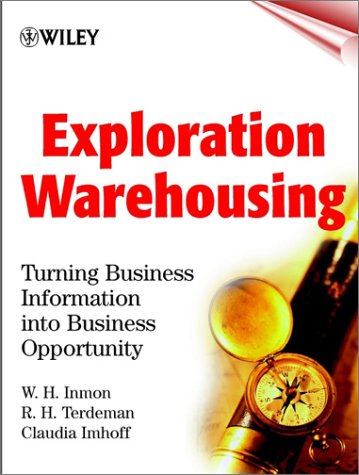 WILEY
Exploration
Warehousing
Turning Business
Information
into Business
Opportunity
W. H. Inmon
R. H. Terdeman
Claudia Imhoff